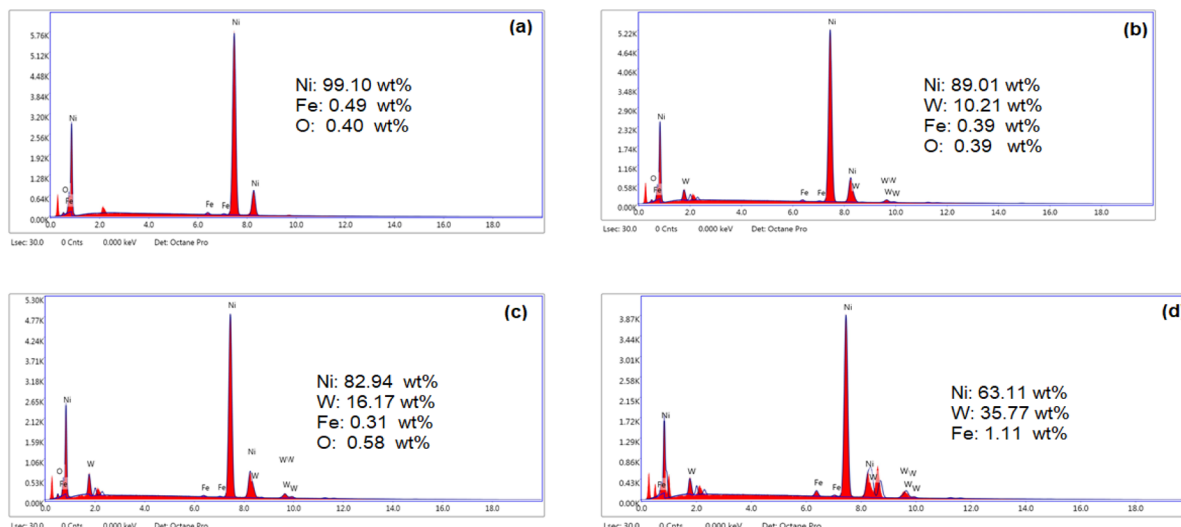 (a)
Ni
5.76K
5.12K
4.48K
3.84K
3.20K
2.56K
1.92K
1.28K
0.64K
0.00K
Ni: 99.10 wt%
Fe: 0.49 wt%
O: 0.40 wt%
Ni
O
Fe
Fe Fe
Ni
0.0 2.0 4.0 6.0 8.0 10.0 12.0 14.0 16.0 18.0
Lsec: 30.0 0 Cnts 0.000 keV Det: Octane Pro
(b)
Ni
5.22K
4.64K
4.06K
3.48K
2.90K
2.32K
1.74K
1.16K
0.58K
0.00K
Ni: 89.01 wt%
W: 10.21 wt%
Fe: 0.39 wt%
O: 0.39 wt%
Ni
O
Fe
W
Fe Fe
Ni
W
W W
W W
0.0 2.0 4.0 6.0 8.0 10.0 12.0 14.0 16.0 18.0
Lsec: 30.0 0 Cnts 0.000 keV Det: Octane Pro
(c)
Ni
5.30K
4.77K
4.24K
3.71K
3.18K
2.65K
2.12K
1.59K
1.06K
0.53K
0.00K
Ni: 82.94 wt%
W: 16.17 wt%
Fe: 0.31 wt%
O: 0.58 wt%
Ni
O
Fe
W
Fe Fe
Ni
W
W W
W W
0.0 2.0 4.0 6.0 8.0 10.0 12.0 14.0 16.0 18.0
Lsec: 30.0 0 Cnts 0.000 keV Det: Octane Pro
(d
Ni
3.87K
3.44K
3.01K
2.58K
2.15K
1.72K
1.29K
0.86K
0.43K
0.00K
Ni: 63.11 wt%
W: 35.77 wt%
Fe: 1.11 wt%
Ni
Fe
W
Fe Fe
Ni
W
W W
W W
0.0 2.0 4.0 6.0 8.0 10.0 12.0 14.0 16.0 18.0
Lsec: 30.0 0 Cnts 0.000 keV Det: Octane Pro